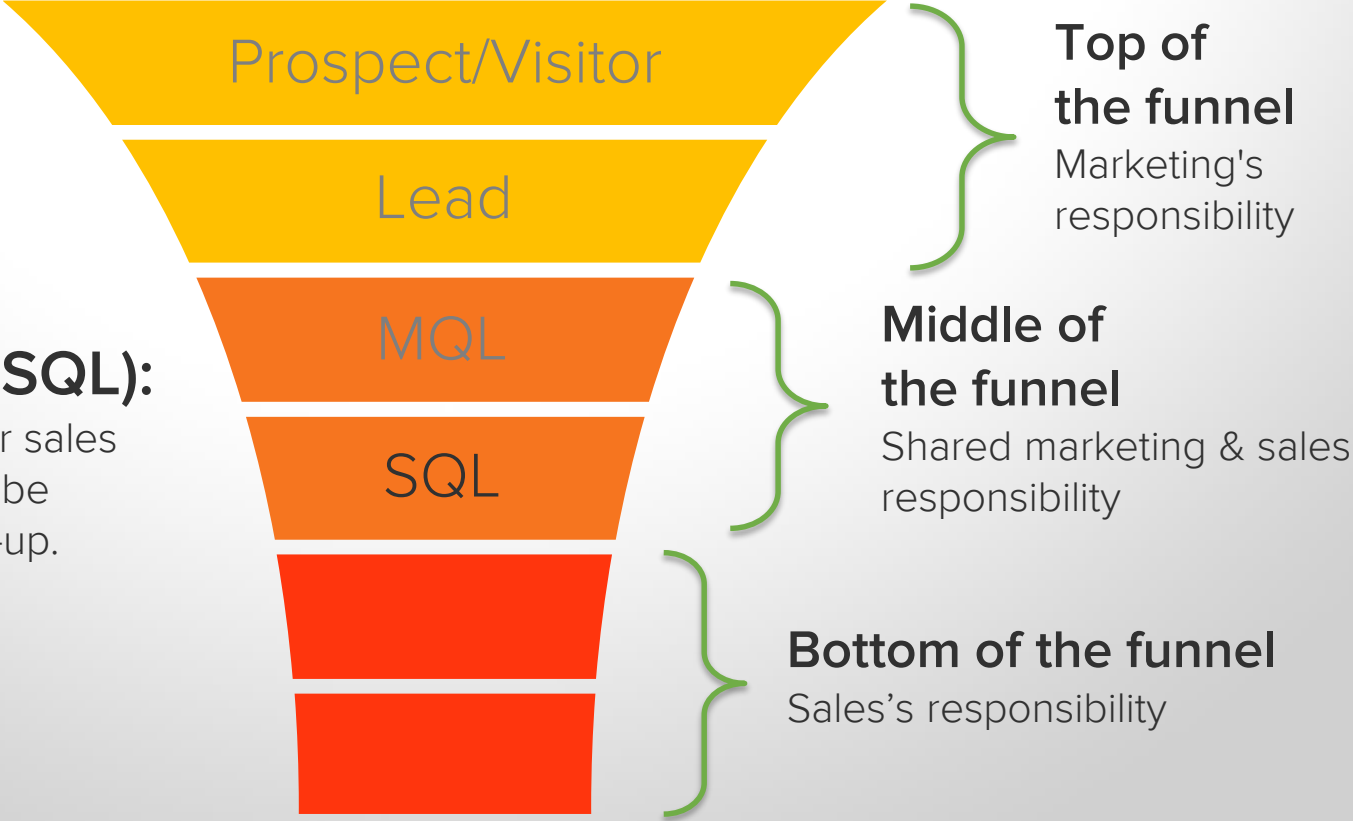 Prospect/Visitor
Lead
MQL
SQL
SQL):
r sales
be
-up.
Top of
the funnel
Marketing's
responsibility
Middle of
the funnel
Shared marketing & sales
responsibility
Bottom of the funnel
Sales’s responsibility